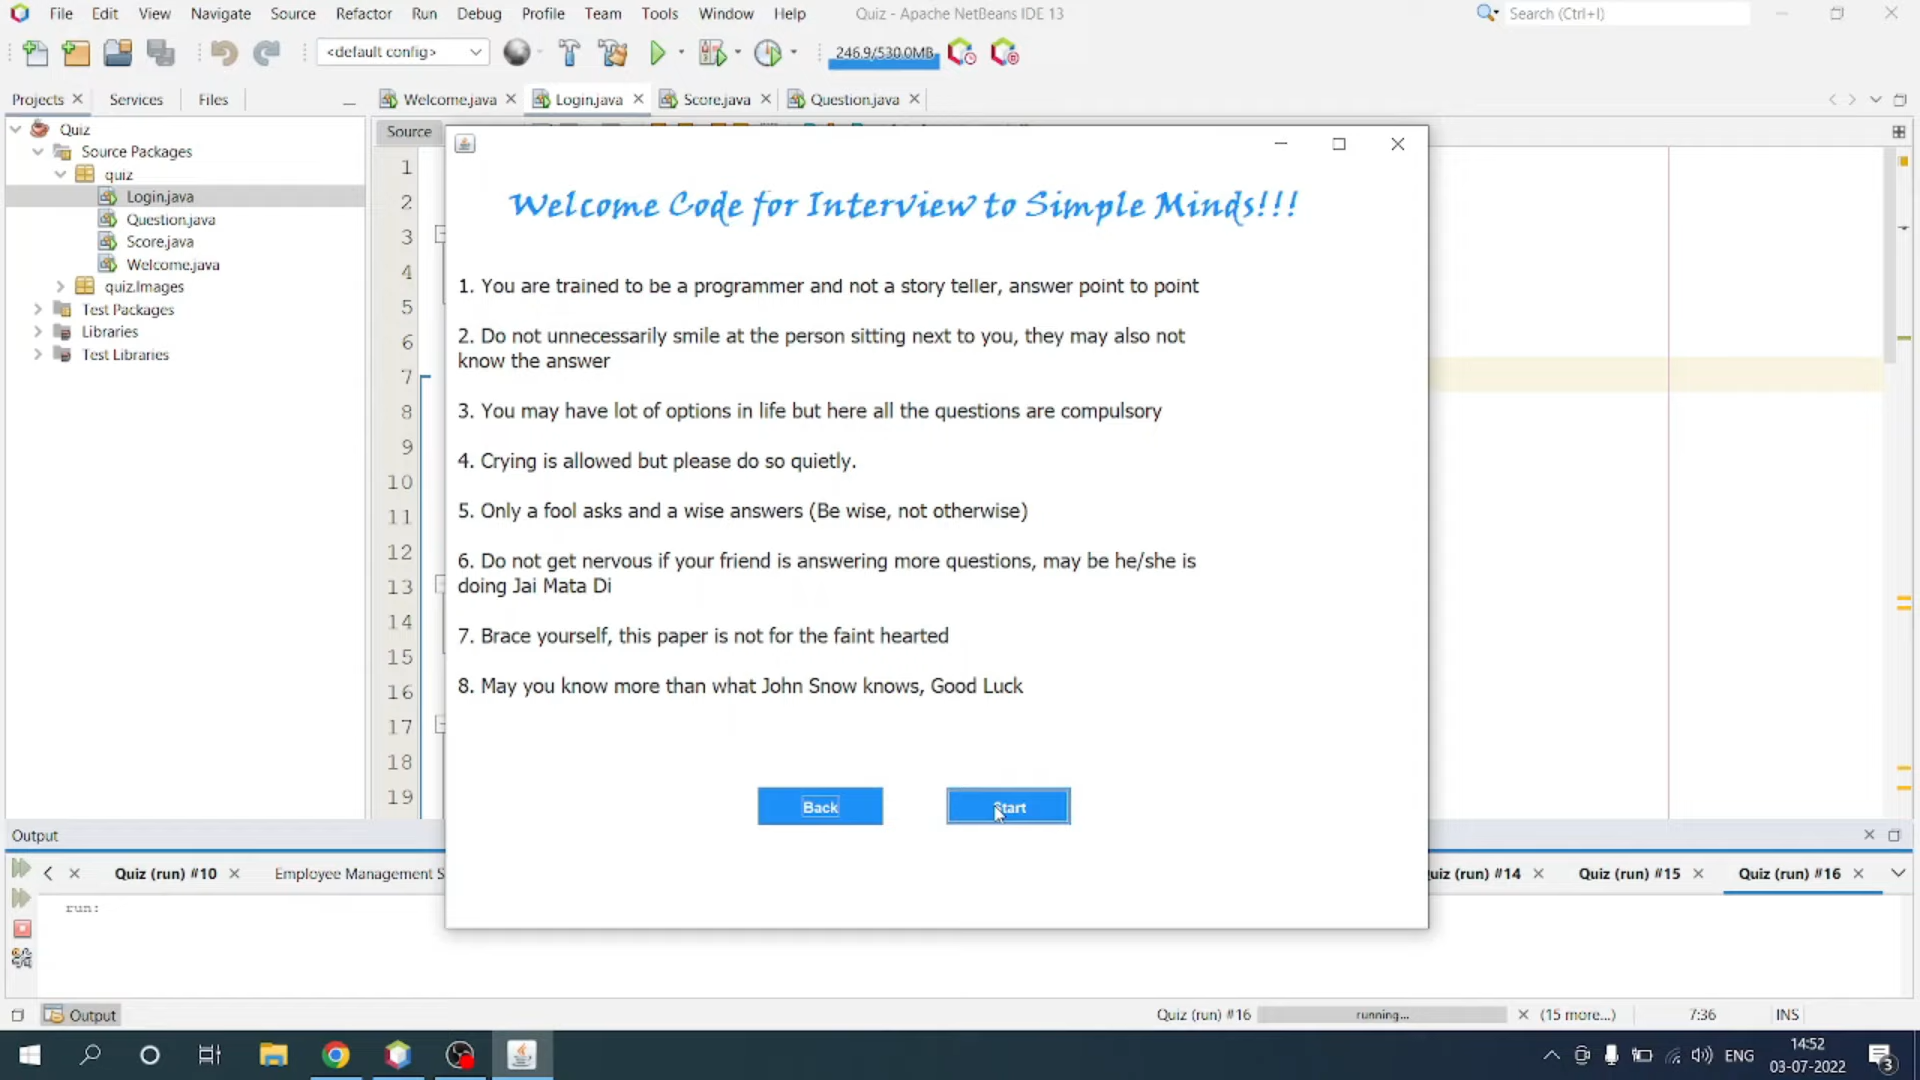 File Edit View Navigate Source Refactor Run Debug Profile Team Tools Window Help Quiz - Apache NetBeans IDE 13 Search (Ctrl+I)
<default config> 246.9/530.0MB
Projects Services Files Welcome.java Login.java Score.java Question.java
Quiz
Source Packages
quiz
Login.java
Question.java
Score.java
Welcome.java
quiz.Images
Test Packages
Libraries
Test Libraries
Source
1
2
3
4
5
6
7
8
9
10
11
12
13
14
15
16
17
18
19
Welcome Code for Interview to Simple Minds!!!
1. You are trained to be a programmer and not a story teller, answer point to point
2. Do not unnecessarily smile at the person sitting next to you, they may also not
know the answer
3. You may have lot of options in life but here all the questions are compulsory
4. Crying is allowed but please do so quietly.
5. Only a fool asks and a wise answers (Be wise, not otherwise)
6. Do not get nervous if your friend is answering more questions, may be he/she is
doing Jai Mata Di
7. Brace yourself, this paper is not for the faint hearted
8. May you know more than what John Snow knows, Good Luck
Back Start
Output
Quiz (run) #10 Employee Management S uiz (run) #14 Quiz (run) #15 Quiz (run) #16
run:
Output Quiz (run) #16 running... (15 more...) 7:36 INS
ENG 14:52
03-07-2022 3